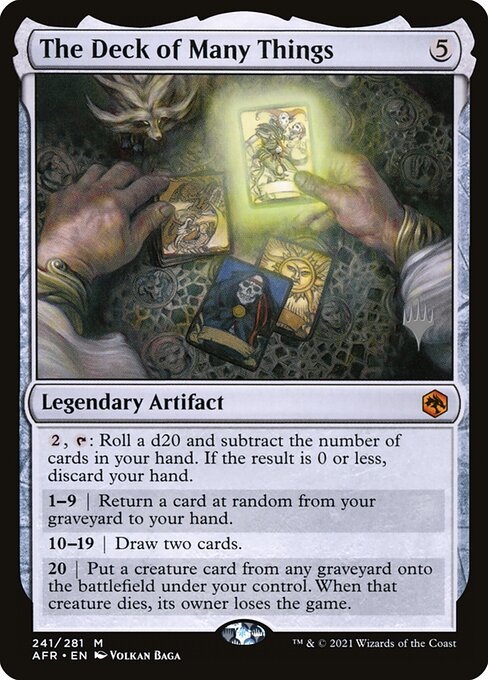 The Deck of Many Things 5
Legendary Artifact
2, T: Roll a d20 and subtract the number of
cards in your hand. If the result is 0 or less,
discard your hand.
1–9 | Return a card at random from your
graveyard to your hand.
10–19 | Draw two cards.
20 | Put a creature card from any graveyard onto
the battlefield under your control. When that
creature dies, its owner loses the game.
241/281 M
AFR • EN Volkan Baga
™ & © 2021 Wizards of the Coast